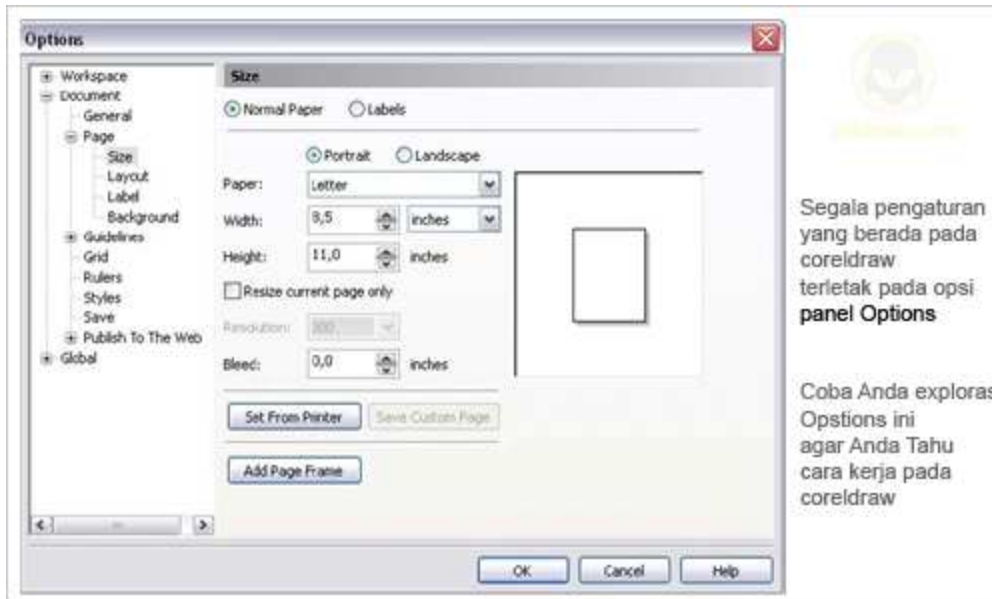 Options
Workspace
Document
General
Page
Size
Layout
Label
Background
Guidelines
Grid
Rulers
Styles
Save
Publish To The Web
Global
Size
Normal Paper Labels
Portrait Landscape
Paper: Letter
Width: 8,5 inches
Height: 11,0 inches
Resize current page only
Resolution: 300
Bleed: 0,0 inches
Set From Printer Save Custom Page
Add Page Frame
OK Cancel Help
Segala pengaturan
yang berada pada
coreldraw
terletak pada opsi
panel Options
Coba Anda exploras
Opstions ini
agar Anda Tahu
cara kerja pada
coreldraw